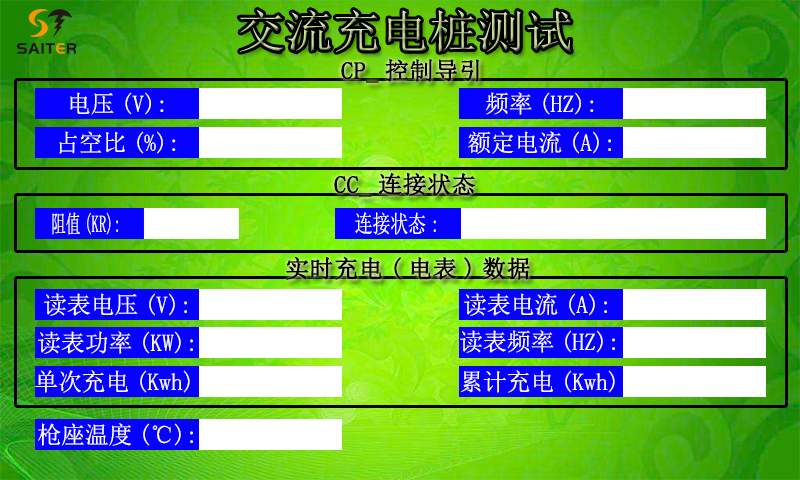 SAITER
交流充电桩测试
CP_控制导引
电压(V): 频率(HZ):
占空比(%): 额定电流(A):
CC_连接状态
阻值(KR): 连接状态:
实时充电(电表)数据
读表电压(V): 读表电流(A):
读表功率(KW): 读表频率(HZ):
单次充电(Kwh) 累计充电(Kwh)
枪座温度(℃):